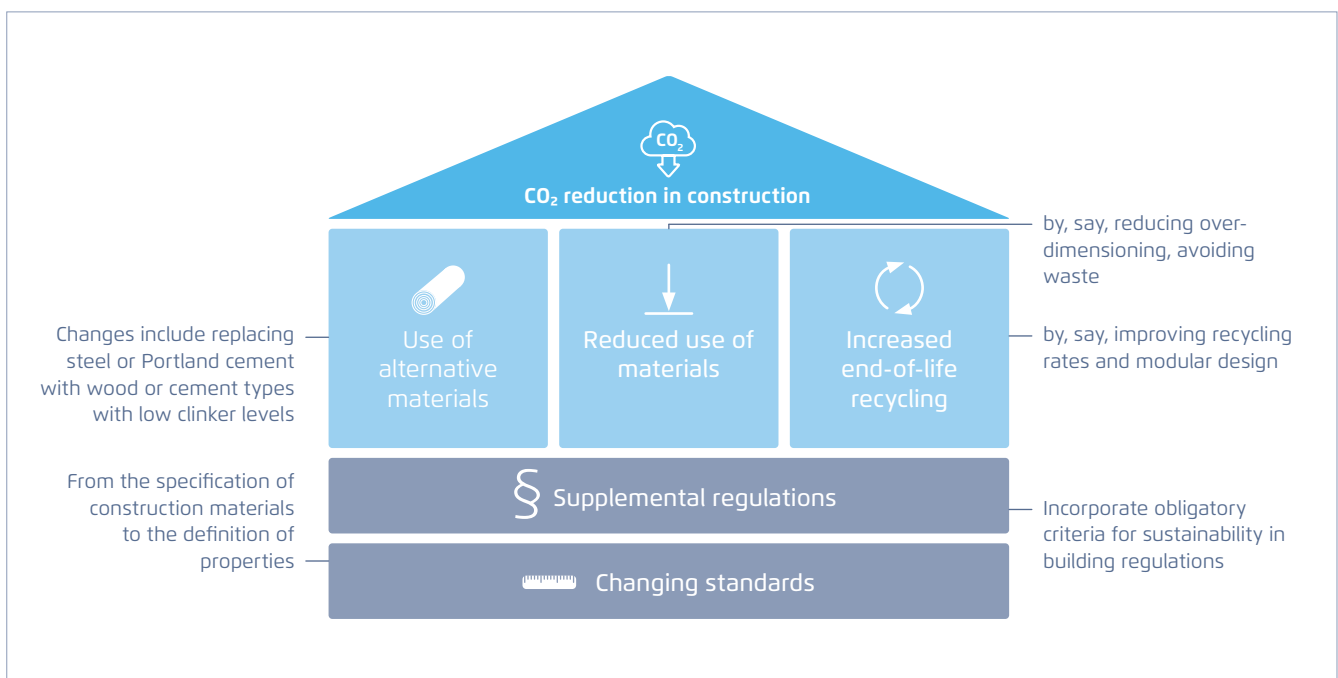 CO₂
CO₂ reduction in construction
by, say, reducing over-
dimensioning, avoiding
waste
Changes include replacing
steel or Portland cement
with wood or cement types
with low clinker levels
Use of
alternative
materials
Reduced use of
materials
Increased
end-of-life
recycling
by, say, improving recycling
rates and modular design
From the specification of
construction materials
to the definition of
properties
§ Supplemental regulations
Incorporate obligatory
criteria for sustainability in
building regulations
Changing standards